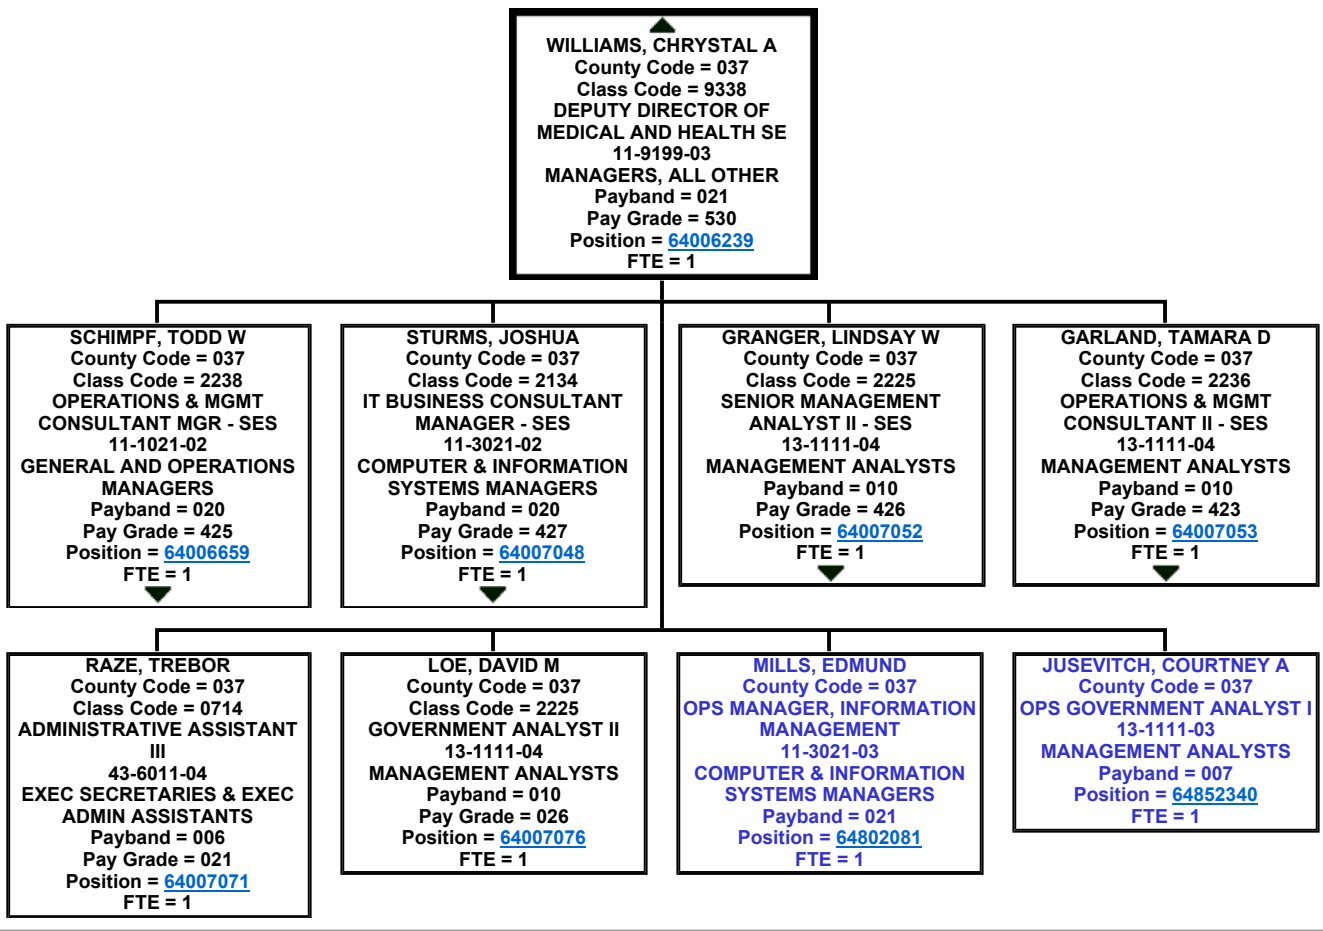 WILLIAMS, CHRYSTAL A
County Code = 037
Class Code = 9338
DEPUTY DIRECTOR OF
MEDICAL AND HEALTH SE
11-9199-03
MANAGERS, ALL OTHER
Payband = 021
Pay Grade = 530
Position = 64006239
FTE = 1
SCHIMPF, TODD W
County Code = 037
Class Code = 2238
OPERATIONS & MGMT
CONSULTANT MGR - SES
11-1021-02
GENERAL AND OPERATIONS
MANAGERS
Payband = 020
Pay Grade = 425
Position = 64006659
FTE = 1
STURMS, JOSHUA
County Code = 037
Class Code = 2134
IT BUSINESS CONSULTANT
MANAGER - SES
11-3021-02
COMPUTER & INFORMATION
SYSTEMS MANAGERS
Payband = 020
Pay Grade = 427
Position = 64007048
FTE = 1
GRANGER, LINDSAY W
County Code = 037
Class Code = 2225
SENIOR MANAGEMENT
ANALYST II - SES
13-1111-04
MANAGEMENT ANALYSTS
Payband = 010
Pay Grade = 426
Position = 64007052
FTE = 1
GARLAND, TAMARA D
County Code = 037
Class Code = 2236
OPERATIONS & MGMT
CONSULTANT II - SES
13-1111-04
MANAGEMENT ANALYSTS
Payband = 010
Pay Grade = 423
Position = 64007053
FTE = 1
RAZE, TREBOR
County Code = 037
Class Code = 0714
ADMINISTRATIVE ASSISTANT
III
43-6011-04
EXEC SECRETARIES & EXEC
ADMIN ASSISTANTS
Payband = 006
Pay Grade = 021
Position = 64007071
FTE = 1
LOE, DAVID M
County Code = 037
Class Code = 2225
GOVERNMENT ANALYST II
13-1111-04
MANAGEMENT ANALYSTS
Payband = 010
Pay Grade = 026
Position = 64007076
FTE = 1
MILLS, EDMUND
County Code = 037
OPS MANAGER, INFORMATION
MANAGEMENT
11-3021-03
COMPUTER & INFORMATION
SYSTEMS MANAGERS
Payband = 021
Position = 64802081
FTE = 1
JUSEVITCH, COURTNEY A
County Code = 037
OPS GOVERNMENT ANALYST I
13-1111-03
MANAGEMENT ANALYSTS
Payband = 007
Position = 64852340
FTE = 1